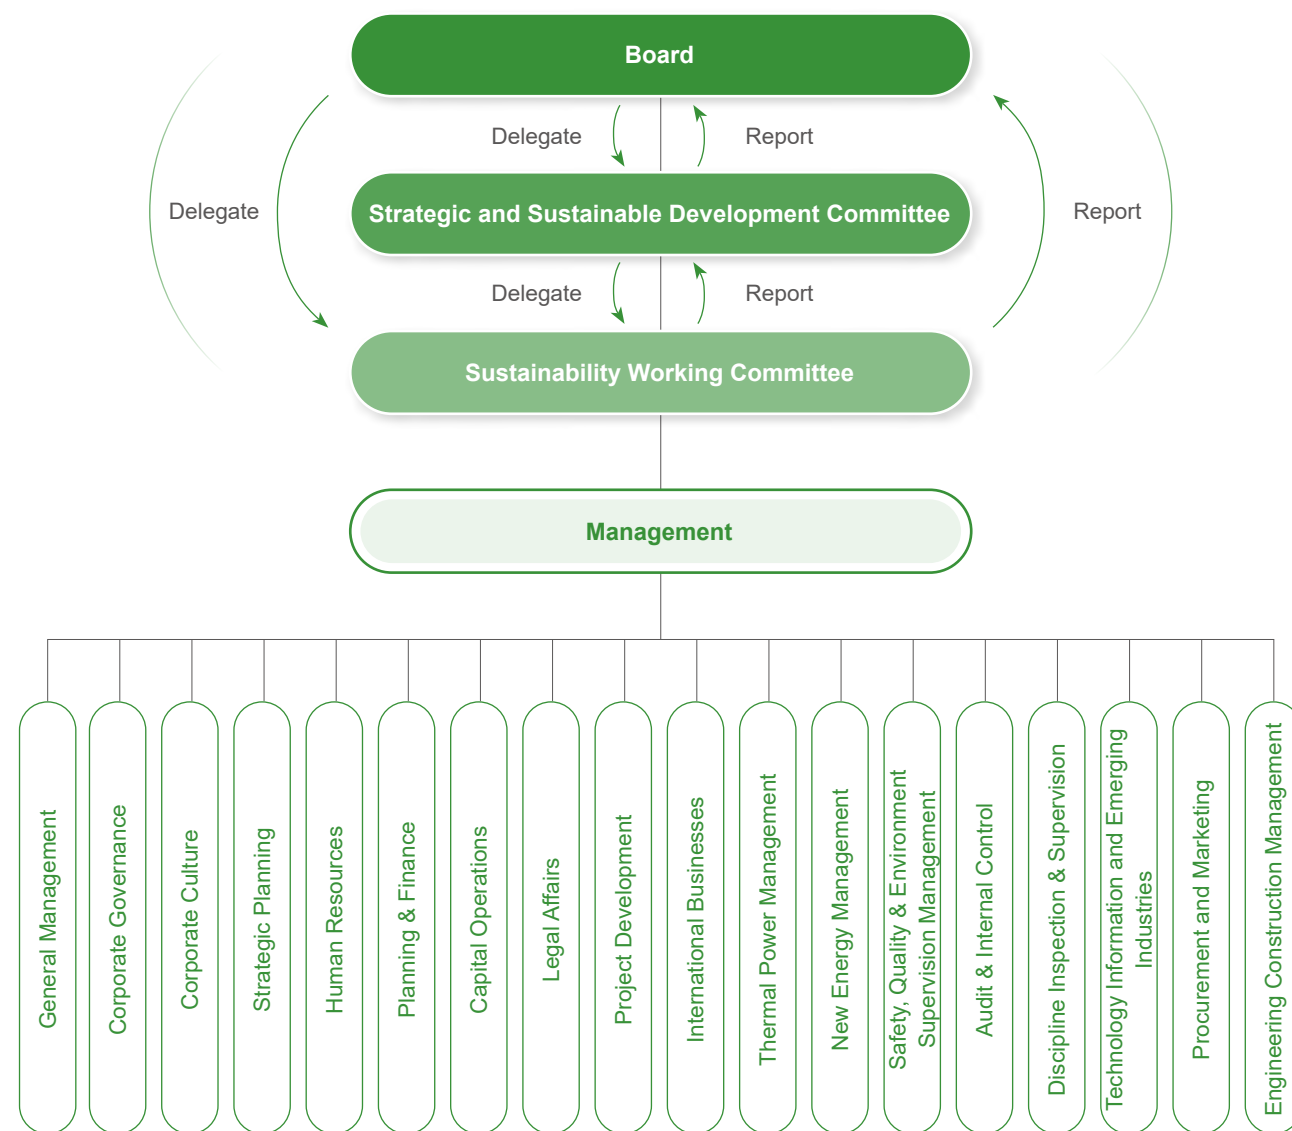 Board
Delegate
Report
Delegate
Report
Strategic and Sustainable Development Committee
Delegate
Report
Sustainability Working Committee
Management
General Management
Corporate Governance
Corporate Culture
Strategic Planning
Human Resources
Planning & Finance
Capital Operations
Legal Affairs
Project Development
International Businesses
Thermal Power Management
New Energy Management
Safety, Quality & Environment
Supervision Management
Audit & Internal Control
Discipline Inspection & Supervision
Technology Information and Emerging
Industries
Procurement and Marketing
Engineering Construction Management